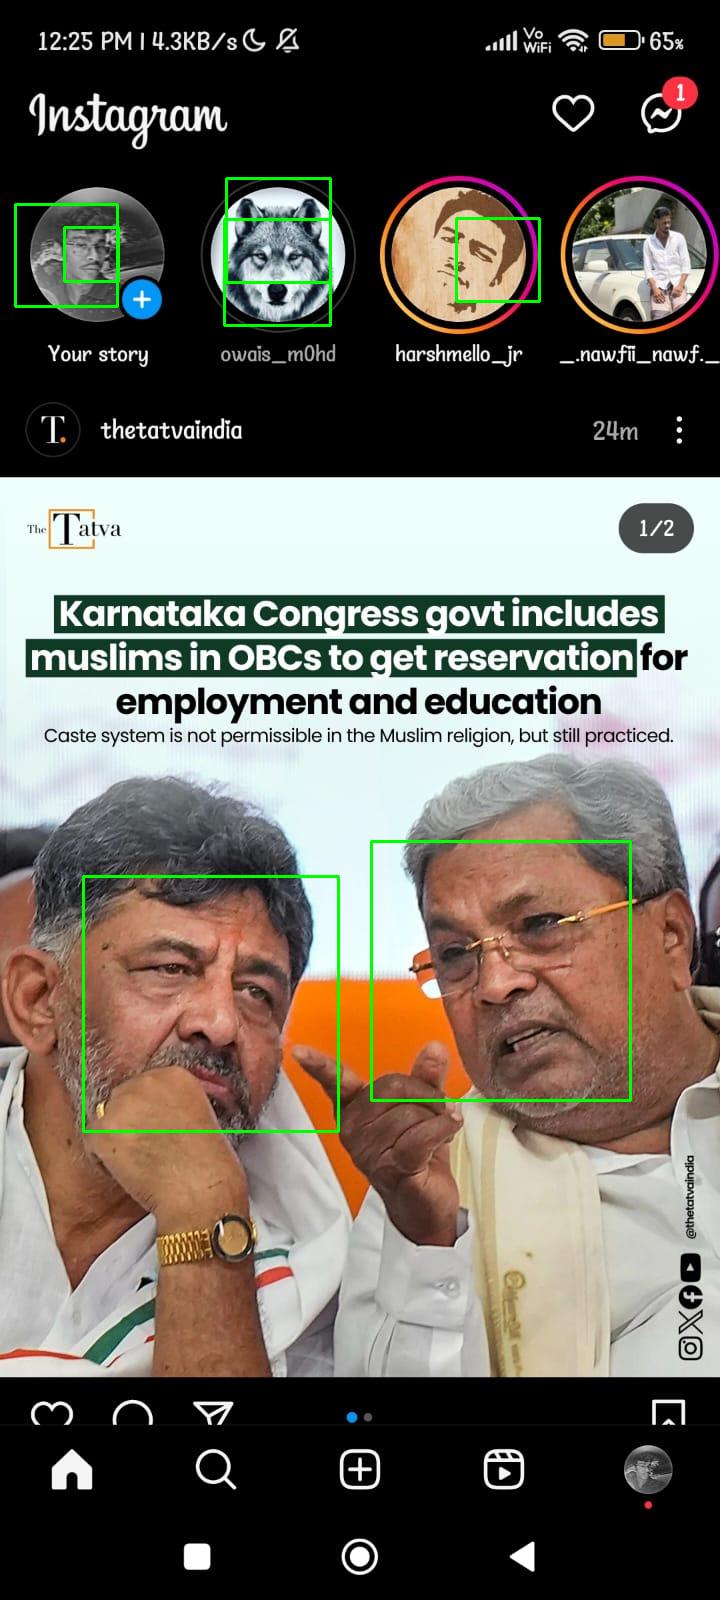 12:25 PM | 4.3KB/s
Vo
WiFi
65%
Instagram
1
Your story
owais_m0hd
harshmello_jr
_.nawfii_nawf._
T.
thetatvaindia
24m
The Tatva
1/2
Karnataka Congress govt includes
muslims in OBCs to get reservation for
employment and education
Caste system is not permissible in the Muslim religion, but still practiced.
@thetatvaindia